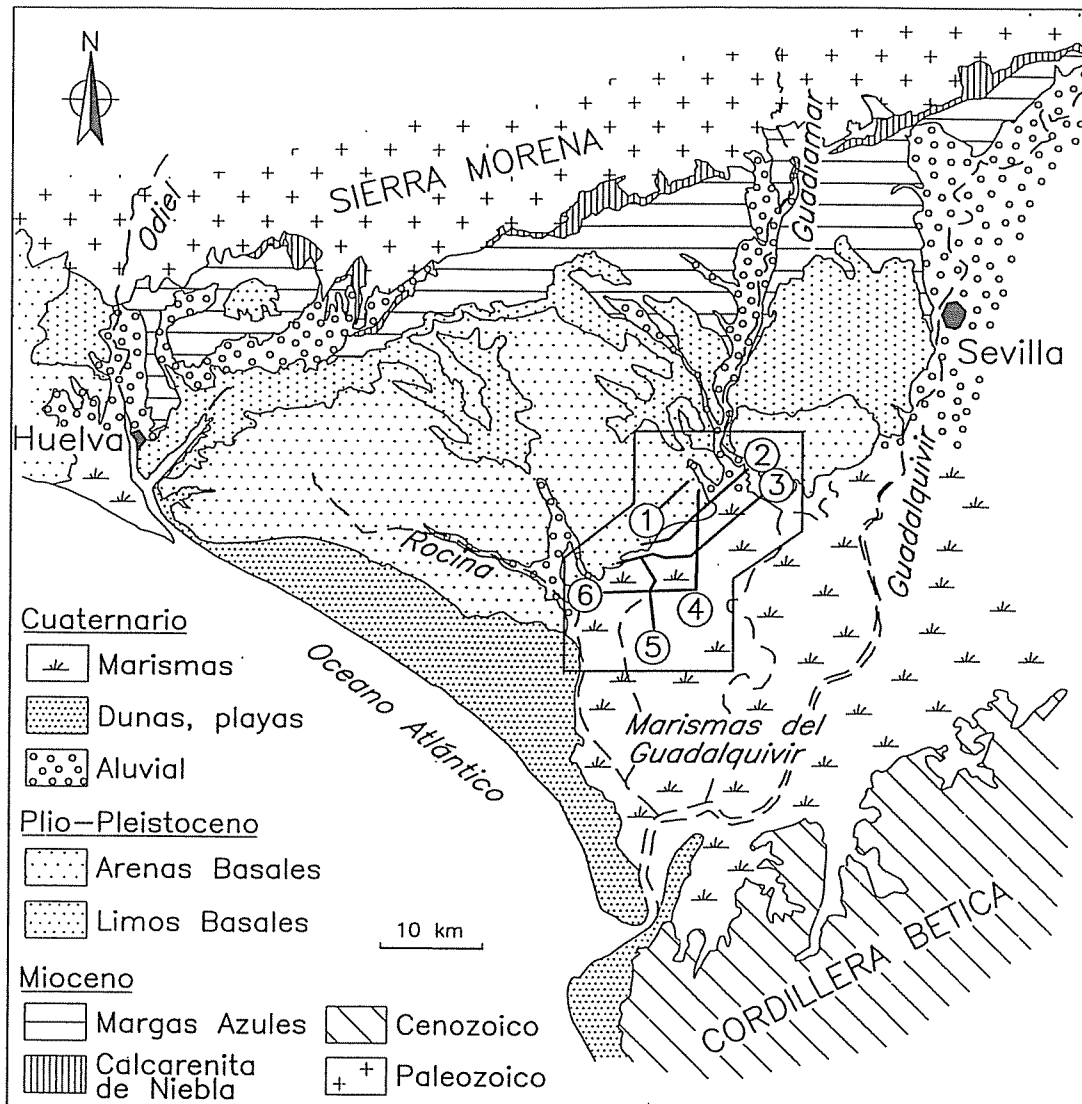 N
SIERRA MORENA
Odiel
Guadiamar
Sevilla
Huelva
Guadalquivir
Rocina
1
2
3
4
5
6
Oceano Atlántico
Marismas del
Guadalquivir
CORDILLERA BETICA
10 km
Cuaternario
Marismas
Dunas, playas
Aluvial
Plio-Pleistoceno
Arenas Basales
Limos Basales
Mioceno
Margas Azules
Calcarenita
de Niebla
Cenozoico
Paleozoico